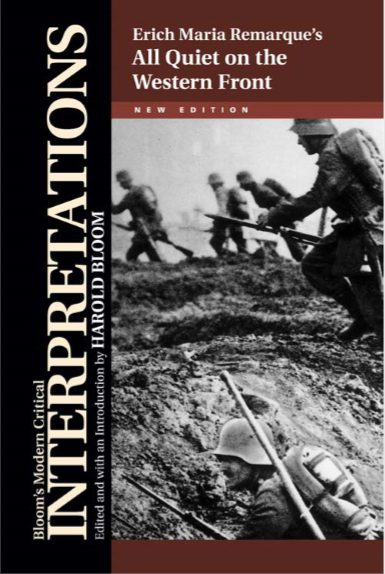 Erich Maria Remarque's
All Quiet on the
Western Front
NEW EDITION
Bloom's Modern Critical
INTERPRETATIONS
Edited and with an Introduction by HAROLD BLOOM